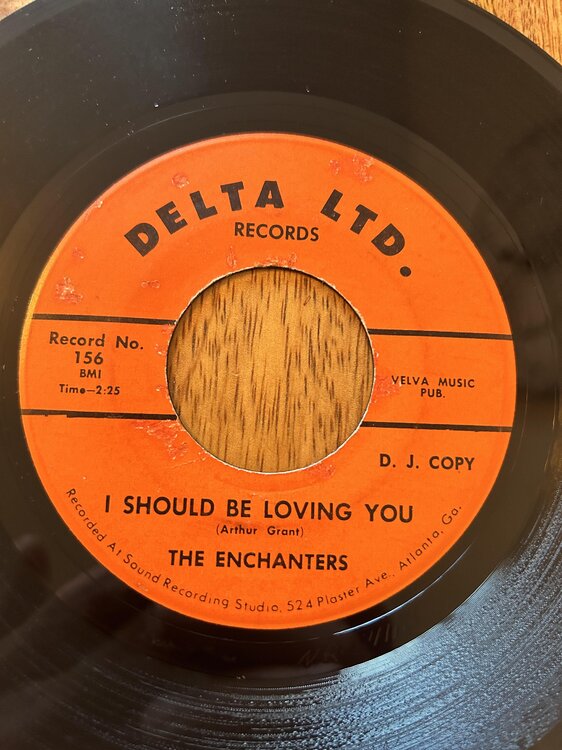 DELTA LTD.
RECORDS
Record No.
156
BMI
Time—2:25
VELVA MUSIC
PUB.
D. J. COPY
I SHOULD BE LOVING YOU
(Arthur Grant)
THE ENCHANTERS
Recorded At Sound Recording Studio, 524 Plaster Ave., Atlanta, Ga.